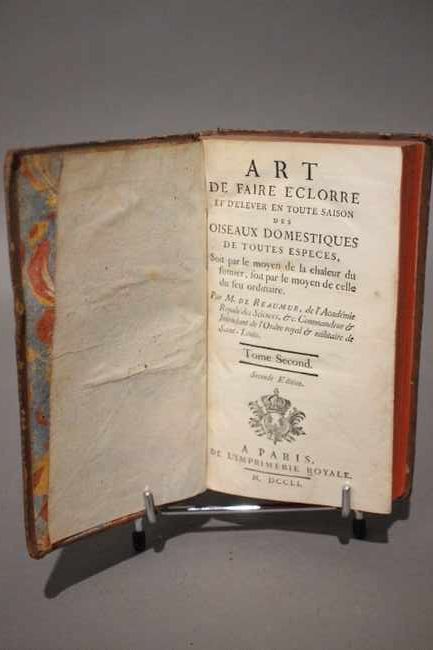 ART
DE FAIRE ECLORRE
ET D'ELEVER EN TOUTE SAISON
DES
OISEAUX DOMESTIQUES
DE TOUTES ESPECES,
Soit par le moyen de la chaleur du
fumier, soit par le moyen de celle
du feu ordinaire.
Par M. DE REAUMUR, de l'Académie
Royale des Sciences, &c. Commandeur &
Intendant de l'Ordre royal & militaire de
Saint-Louis.
Tome Second.
Seconde Edition.
A PARIS,
DE L'IMPRIMERIE ROYALE.
M. DCCLI.